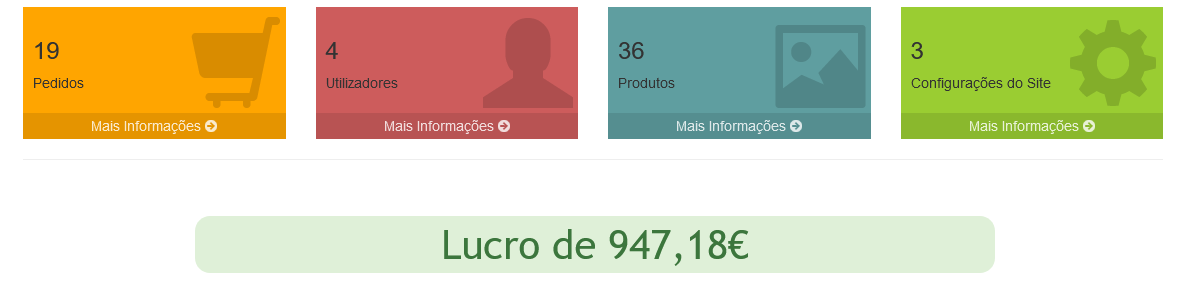 19
Pedidos
Mais Informações
4
Utilizadores
Mais Informações
36
Produtos
Mais Informações
3
Configurações do Site
Mais Informações
Lucro de 947,18€